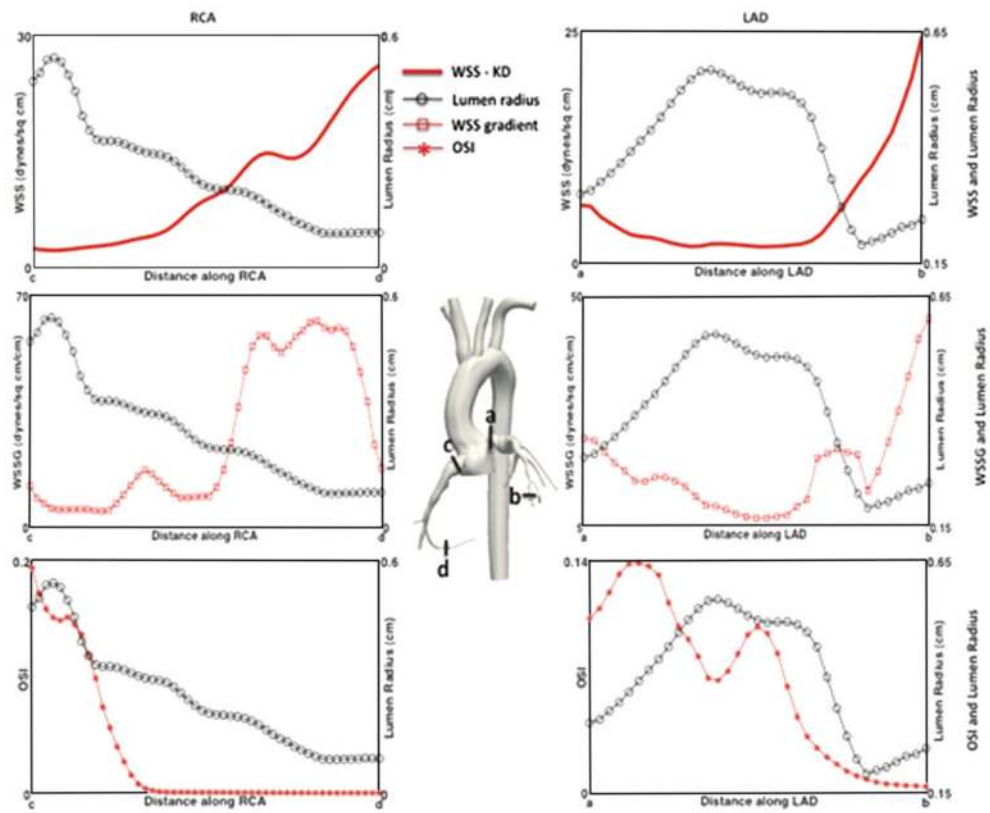 RCA
LAD
30
0.6
WSS (dynes/sq cm)
Lumen Radius (cm)
0
0
c
Distance along RCA
d
WSS - KD
Lumen radius
WSS gradient
OSI
25
0.65
WSS (dynes/sq cm)
Lumen Radius (cm)
WSS and Lumen Radius
0
0.15
a
Distance along LAD
b
70
0.6
WSSG (dynes/sq cm/cm)
Lumen Radius (cm)
0
0
c
Distance along RCA
d
a
c
b
d
50
0.65
WSSG (dynes/sq cm/cm)
Lumen Radius (cm)
WSSG and Lumen Radius
0.15
a
Distance along LAD
b
0.2
0.6
OSI
Lumen Radius (cm)
0
0
c
Distance along RCA
d
0.14
0.65
OSI
Lumen Radius (cm)
OSI and Lumen Radius
0
0.15
a
Distance along LAD
b